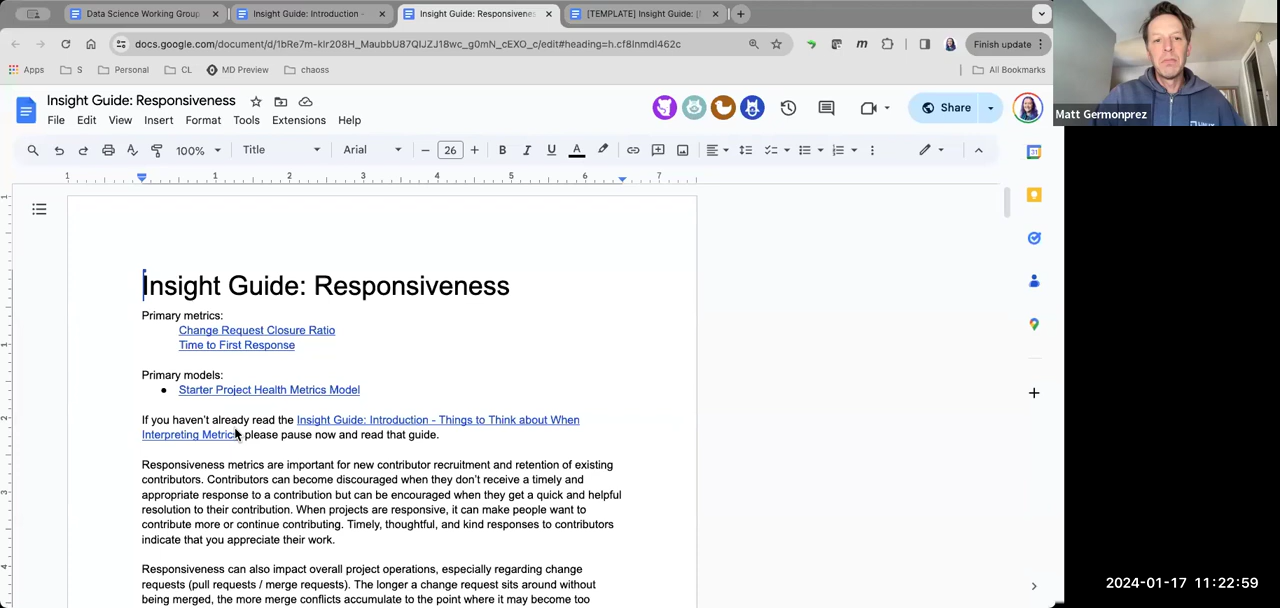 Data Science Working Group
Insight Guide: Introduction -
Insight Guide: Responsivenes
[TEMPLATE] Insight Guide: [
docs.google.com/document/d/1bRe7m-kIr208H_MaubbU87QIJZJ18wc_g0mN_cEXO_c/edit#heading=h.cf8lnmdl462c
Finish update
Apps
S
Personal
CL
MD Preview
chaoss
All Bookmarks
Matt Germonprez
Insight Guide: Responsiveness
File Edit View Insert Format Tools Extensions Help
Share
100% Title Arial 26
1 1 2 3 4 5 6 7
Insight Guide: Responsiveness
Primary metrics:
Change Request Closure Ratio
Time to First Response
Primary models:
● Starter Project Health Metrics Model
If you haven't already read the Insight Guide: Introduction - Things to Think about When
Interpreting Metrics please pause now and read that guide.
Responsiveness metrics are important for new contributor recruitment and retention of existing
contributors. Contributors can become discouraged when they don't receive a timely and
appropriate response to a contribution but can be encouraged when they get a quick and helpful
resolution to their contribution. When projects are responsive, it can make people want to
contribute more or continue contributing. Timely, thoughtful, and kind responses to contributors
indicate that you appreciate their work.
Responsiveness can also impact overall project operations, especially regarding change
requests (pull requests / merge requests). The longer a change request sits around without
being merged, the more merge conflicts accumulate to the point where it may become too
2024-01-17 11:22:59